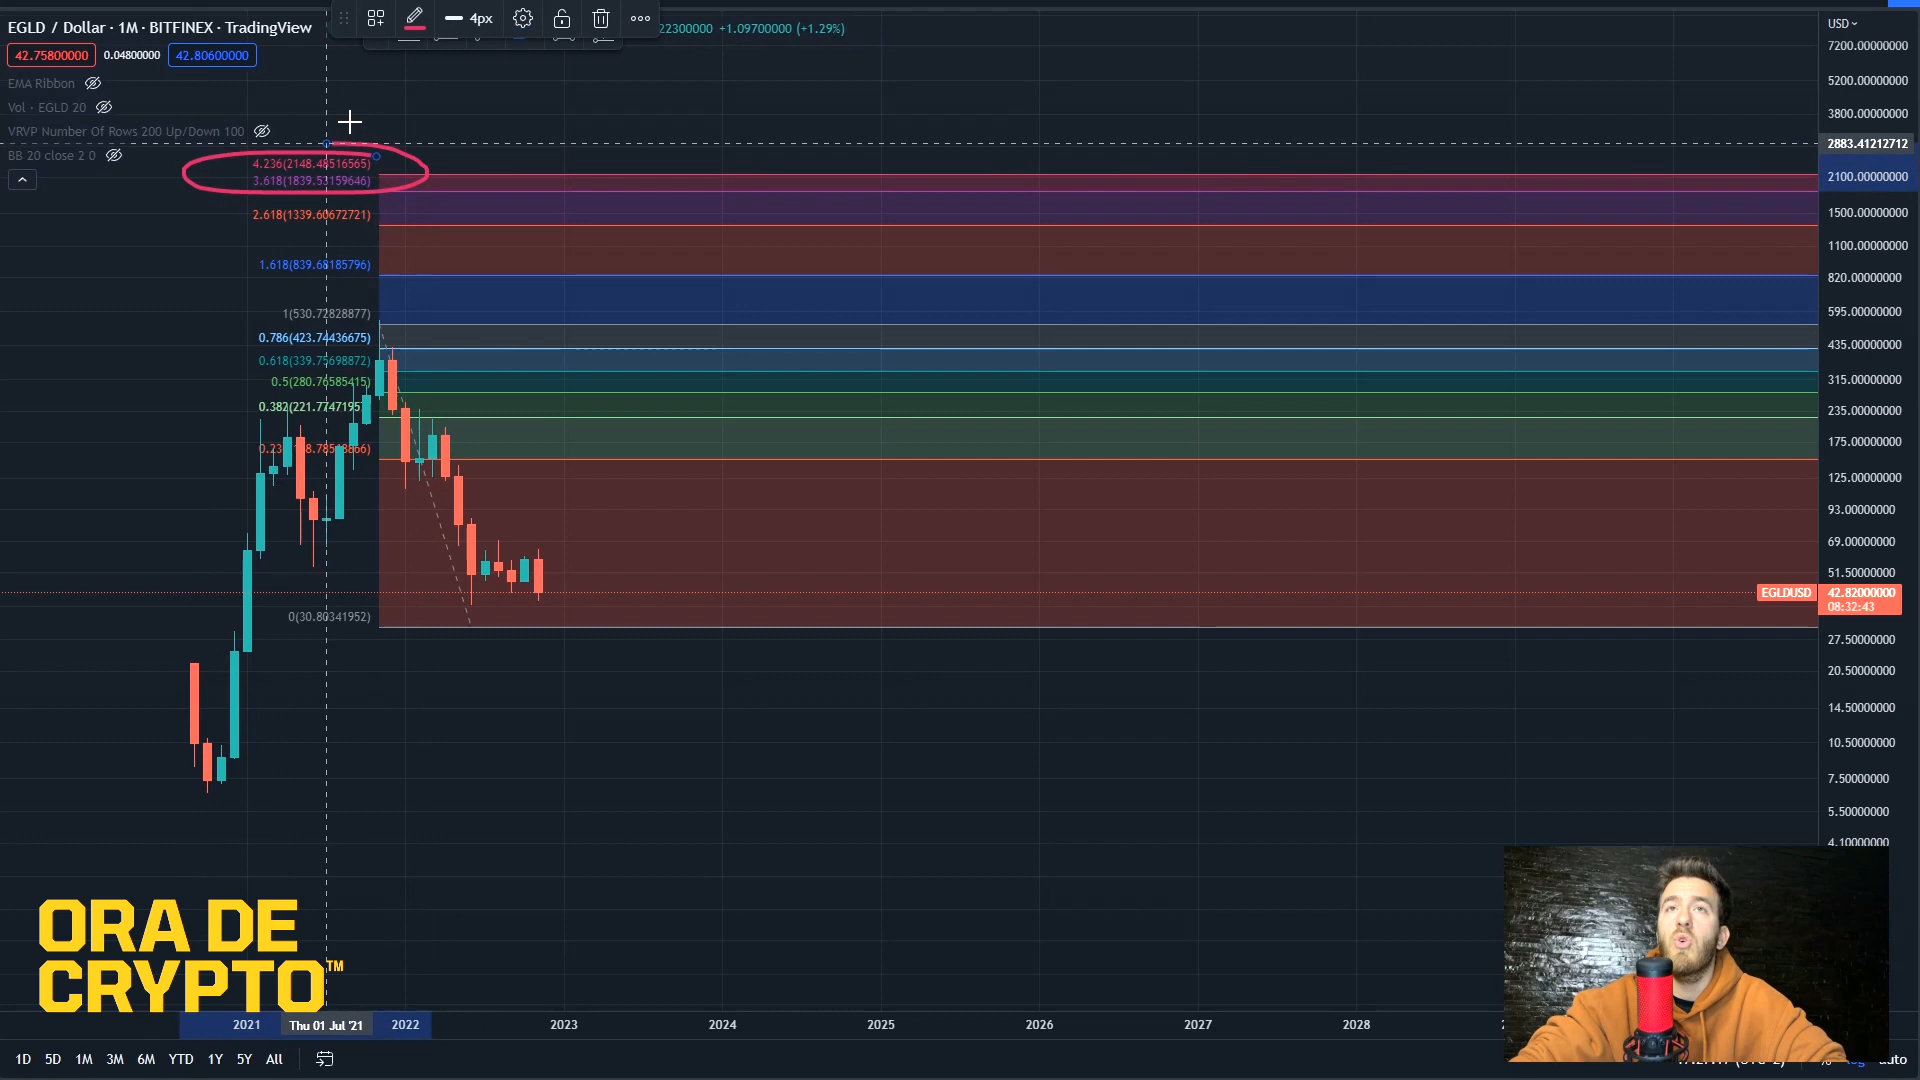 EGLD / Dollar · 1M · BITFINEX · TradingView
4px
22300000 +1.09700000 (+1.29%)
USD
42.75800000 0.04800000 42.80600000
EMA Ribbon
Vol · EGLD 20
VRVP Number Of Rows 200 Up/Down 100
BB 20 close 2 0
4.236(2148.48516565)
3.618(1839.53159646)
2.618(1339.60672721)
1.618(839.68185796)
1(530.72828877)
0.786(423.74436675)
0.618(339.75698872)
0.5(280.76585415)
0(30.80341952)
7200.00000000
5200.00000000
3800.00000000
2883.41212712
2100.00000000
1500.00000000
1100.00000000
820.00000000
595.00000000
435.00000000
315.00000000
235.00000000
175.00000000
125.00000000
93.00000000
69.00000000
51.50000000
EGLDUSD 42.82000000
08:32:43
27.50000000
20.50000000
14.50000000
10.50000000
7.50000000
5.50000000
4.10000000
ORA DE
CRYPTO™
2021 Thu 01 Jul '21 2022 2023 2024 2025 2026 2027 2028
1D 5D 1M 3M 6M YTD 1Y 5Y All
auto